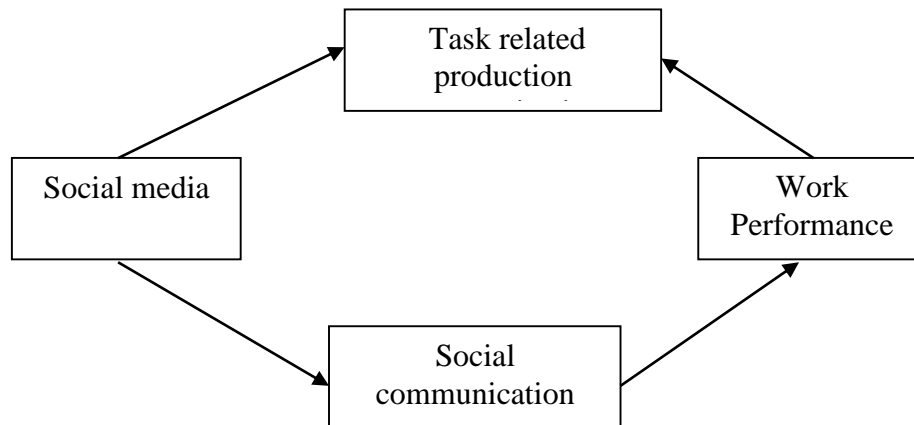 Task related
production
Social media
Work
Performance
Social
communication